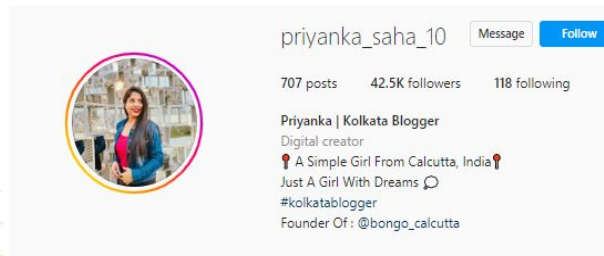 priyanka_saha_10 Message Follow
707 posts 42.5K followers 118 following
Priyanka | Kolkata Blogger
Digital creator
📍 A Simple Girl From Calcutta, India📍
Just A Girl With Dreams 💭
#kolkatablogger
Founder Of : @bongo_calcutta